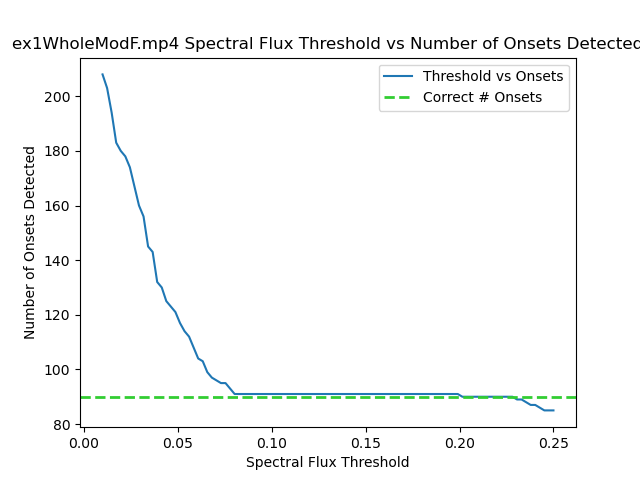 ex1WholeModF.mp4 Spectral Flux Threshold vs Number of Onsets Detected
Threshold vs Onsets
Correct # Onsets
200
180
160
140
120
100
80
Number of Onsets Detected
0.00 0.05 0.10 0.15 0.20 0.25
Spectral Flux Threshold